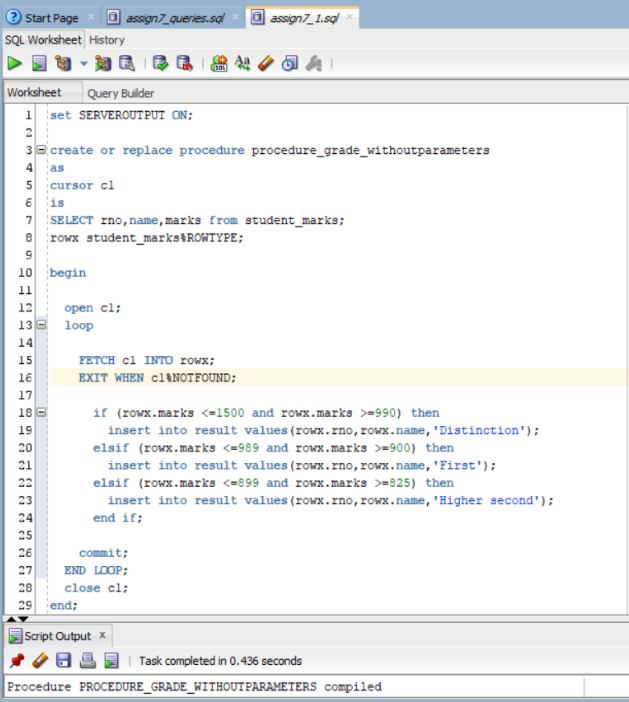 Start Page × assign7_queries.sql × assign7_1.sql ×
SQL Worksheet History
Worksheet Query Builder
1 set SERVEROUTPUT ON;
2
3 create or replace procedure procedure_grade_withoutparameters
4 as
5 cursor c1
6 is
7 SELECT rno,name,marks from student_marks;
8 rowx student_marks%ROWTYPE;
9
10 begin
11
12 open c1;
13 loop
14
15 FETCH c1 INTO rowx;
16 EXIT WHEN c1%NOTFOUND;
17
18 if (rowx.marks <=1500 and rowx.marks >=990) then
19 insert into result values(rowx.rno,rowx.name,'Distinction');
20 elsif (rowx.marks <=989 and rowx.marks >=900) then
21 insert into result values(rowx.rno,rowx.name,'First');
22 elsif (rowx.marks <=899 and rowx.marks >=825) then
23 insert into result values(rowx.rno,rowx.name,'Higher second');
24 end if;
25
26 commit;
27 END LOOP;
28 close c1;
29 end;
Script Output ×
Task completed in 0.436 seconds
Procedure PROCEDURE_GRADE_WITHOUTPARAMETERS compiled